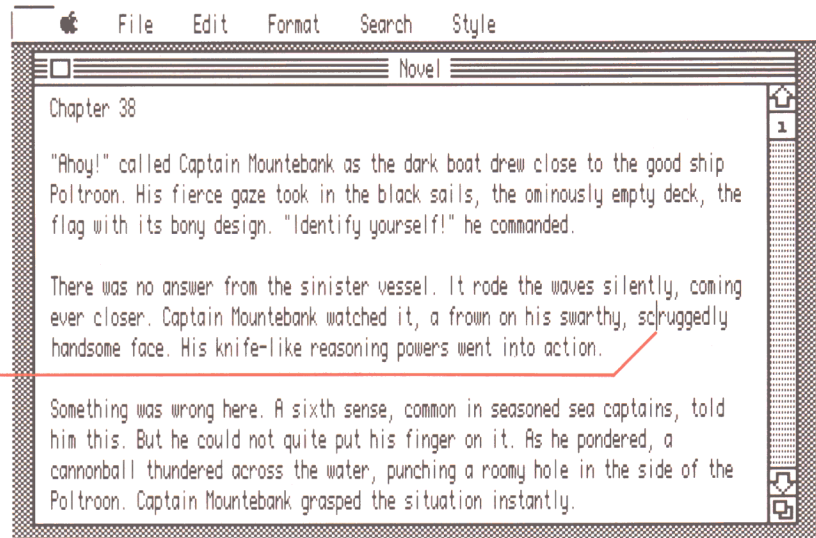 File Edit Format Search Style
Novel
Chapter 38
"Ahoy!" called Captain Mountebank as the dark boat drew close to the good ship
Poltroon. His fierce gaze took in the black sails, the ominously empty deck, the
flag with its bony design. "Identify yourself!" he commanded.
There was no answer from the sinister vessel. It rode the waves silently, coming
ever closer. Captain Mountebank watched it, a frown on his swarthy, scruggedly
handsome face. His knife-like reasoning powers went into action.
Something was wrong here. A sixth sense, common in seasoned sea captains, told
him this. But he could not quite put his finger on it. As he pondered, a
cannonball thundered across the water, punching a roomy hole in the side of the
Poltroon. Captain Mountebank grasped the situation instantly.
1